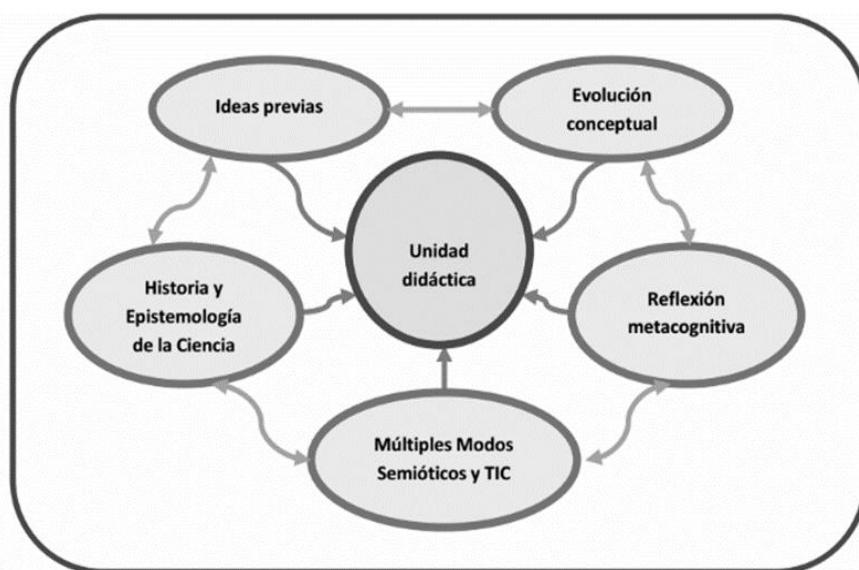 Ideas previas
Evolución
conceptual
Unidad
didáctica
Historia y
Epistemología
de la Ciencia
Reflexión
metacognitiva
Múltiples Modos
Semióticos y TIC